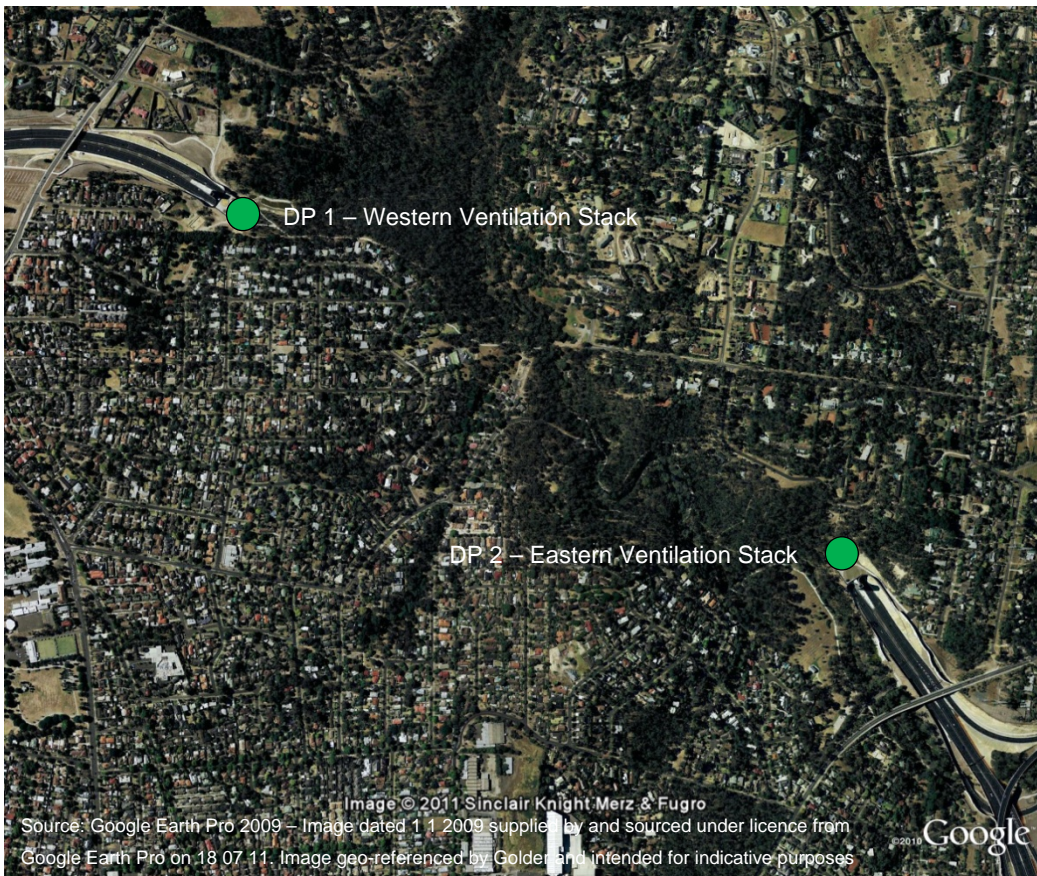 DP 1 – Western Ventilation Stack
DP 2 – Eastern Ventilation Stack
Image © 2011 Sinclair Knight Merz & Fugro
Source: Google Earth Pro 2009 – Image dated 1 1 2009 supplied by and sourced under licence from
Google Earth Pro on 18 07 11. Image geo-referenced by Golder and intended for indicative purposes
©2010 Google